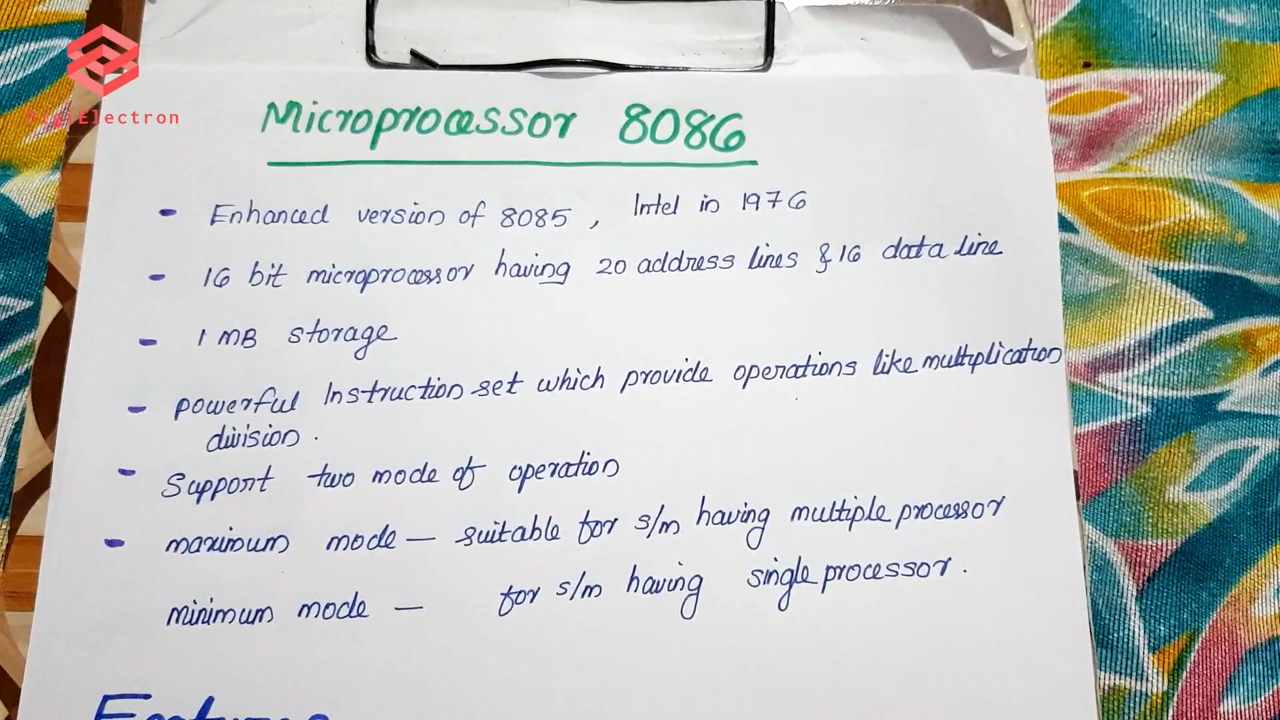 DigiElectron
Microprocessor 8086
- Enhanced version of 8085, Intel in 1976
- 16 bit microprocessor having 20 address lines & 16 data line
- 1 MB storage
- powerful Instruction set which provide operations like multiplication
division.
- Support two mode of operation
- maximum mode — suitable for s/m having multiple processor
minimum mode — for s/m having single processor.
Features